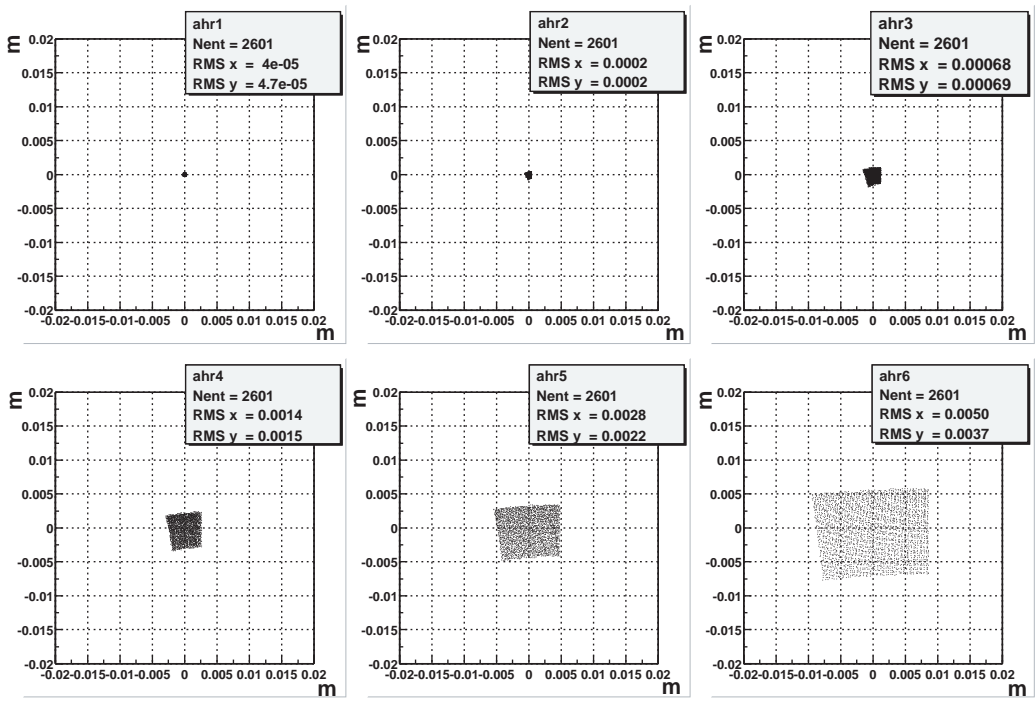 ahr1
Nent = 2601
RMS x = 4e-05
RMS y = 4.7e-05
m
0.02
0.015
0.01
0.005
0
-0.005
-0.01
-0.015
-0.02
-0.02-0.015-0.01-0.005 0 0.005 0.01 0.015 0.02
m
ahr2
Nent = 2601
RMS x = 0.0002
RMS y = 0.0002
m
0.02
0.015
0.01
0.005
0
-0.005
-0.01
-0.015
-0.02
-0.02-0.015-0.01-0.005 0 0.005 0.01 0.015 0.02
m
ahr3
Nent = 2601
RMS x = 0.00068
RMS y = 0.00069
m
0.02
0.015
0.01
0.005
0
-0.005
-0.01
-0.015
-0.02
-0.02-0.015-0.01-0.005 0 0.005 0.01 0.015 0.02
m
ahr4
Nent = 2601
RMS x = 0.0014
RMS y = 0.0015
m
0.02
0.015
0.01
0.005
0
-0.005
-0.01
-0.015
-0.02
-0.02-0.015-0.01-0.005 0 0.005 0.01 0.015 0.02
m
ahr5
Nent = 2601
RMS x = 0.0028
RMS y = 0.0022
m
0.02
0.015
0.01
0.005
0
-0.005
-0.01
-0.015
-0.02
-0.02-0.015-0.01-0.005 0 0.005 0.01 0.015 0.02
m
ahr6
Nent = 2601
RMS x = 0.0050
RMS y = 0.0037
m
0.02
0.015
0.01
0.005
0
-0.005
-0.01
-0.015
-0.02
-0.02-0.015-0.01-0.005 0 0.005 0.01 0.015 0.02
m